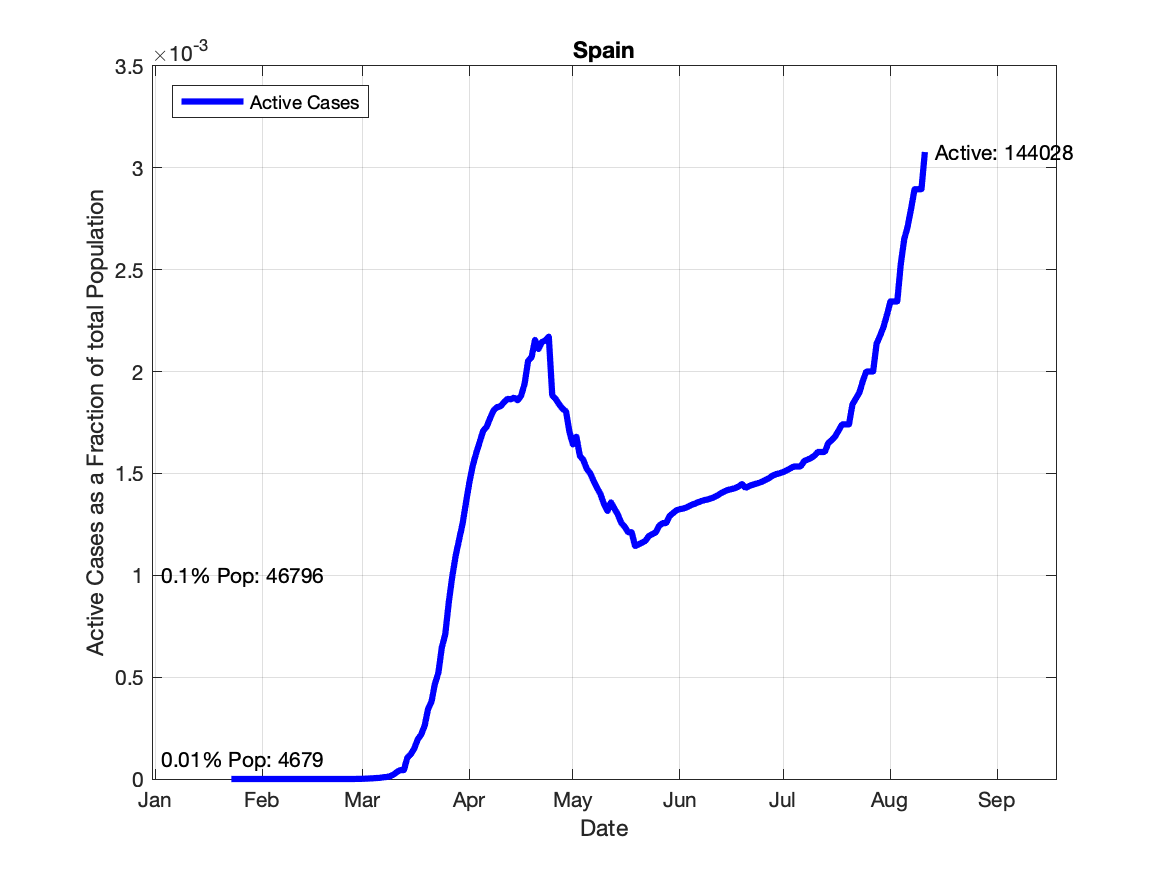 Spain
×10-3
3.5
3
2.5
2
1.5
1
0.5
0
Active Cases as a Fraction of total Population
Active Cases
Active: 144028
0.1% Pop: 46796
0.01% Pop: 4679
Jan Feb Mar Apr May Jun Jul Aug Sep
Date